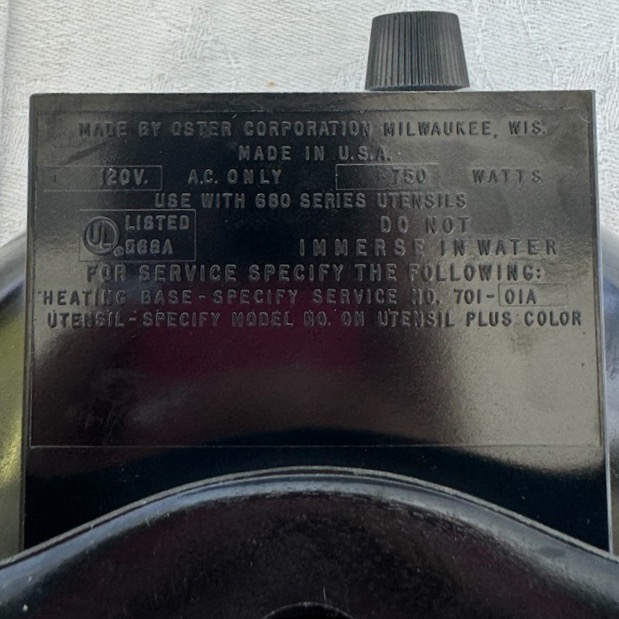 MADE BY OSTER CORPORATION MILWAUKEE, WIS.
MADE IN U.S.A.
120V. A.C. ONLY 750 WATTS
USE WITH 680 SERIES UTENSILS
UL LISTED 568A
DO NOT IMMERSE IN WATER
FOR SERVICE SPECIFY THE FOLLOWING:
HEATING BASE-SPECIFY SERVICE NO. 701-01A
UTENSIL-SPECIFY MODEL NO. ON UTENSIL PLUS COLOR